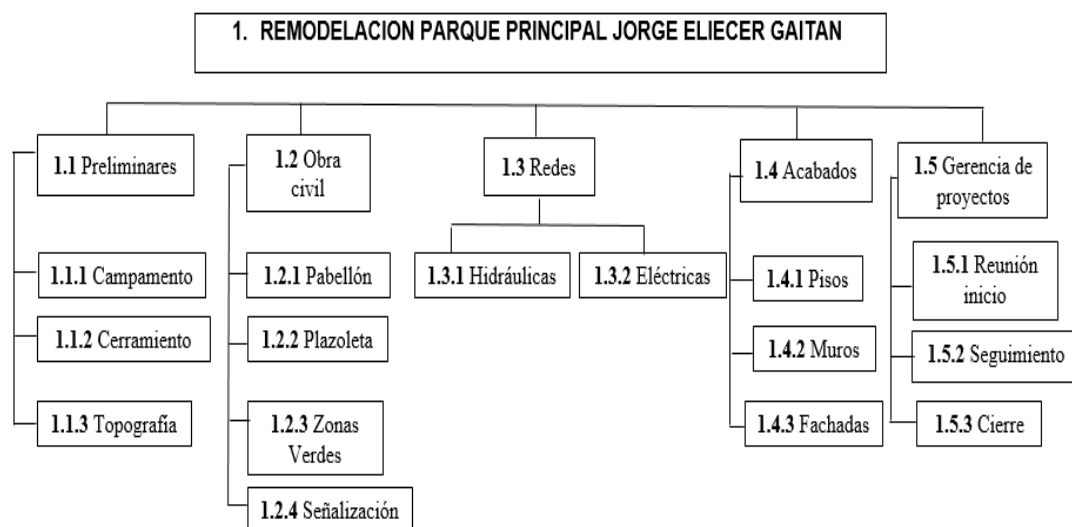 1. REMODELACION PARQUE PRINCIPAL JORGE ELIECER GAITAN
1.1 Preliminares
1.1.1 Campamento
1.1.2 Cerramiento
1.1.3 Topografía
1.2 Obra
civil
1.2.1 Pabellón
1.2.2 Plazoleta
1.2.3 Zonas
Verdes
1.2.4 Señalización
1.3 Redes
1.3.1 Hidráulicas
1.3.2 Eléctricas
1.4 Acabados
1.4.1 Pisos
1.4.2 Muros
1.4.3 Fachadas
1.5 Gerencia de
proyectos
1.5.1 Reunión
inicio
1.5.2 Seguimiento
1.5.3 Cierre